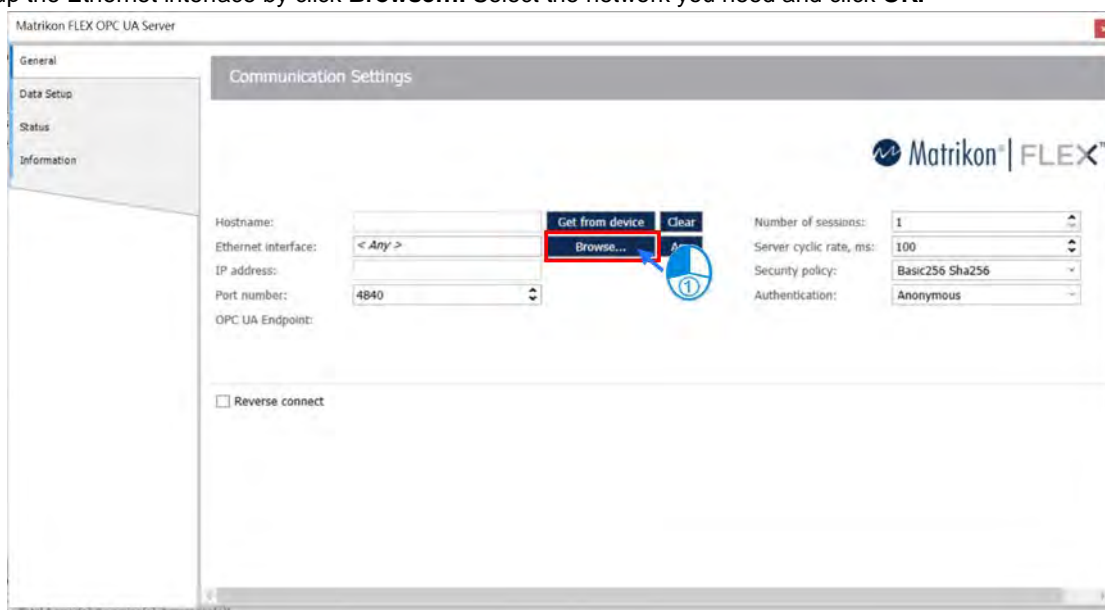 up the Ethernet interface by click Browse.... Select the network you need and click OK.
Matrikon FLEX OPC UA Server
General
Data Setup
Status
Information
Communication Settings
Matrikon® | FLEX™
Hostname: Get from device Clear Number of sessions: 1
Ethernet interface: < Any > Browse... Server cyclic rate, ms: 100
IP address: Security policy: Basic256 Sha256
①
Port number: 4840 Authentication: Anonymous
OPC UA Endpoint:
Reverse connect